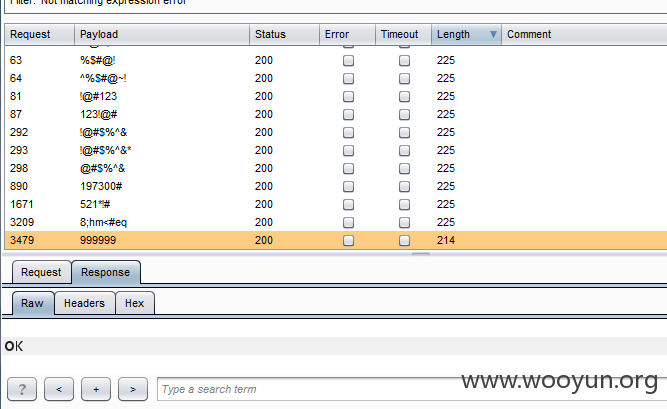 Filter: Not matching expression error
Request Payload Status Error Timeout Length Comment
63 %$#@! 200 225
64 ^%$#@~! 200 225
81 !@#123 200 225
87 123!@# 200 225
292 !@#$%^& 200 225
293 !@#$%^&* 200 225
298 @#$%^& 200 225
890 197300# 200 225
1671 521*!# 200 225
3209 8;hm<#eq 200 225
3479 999999 200 214
Request Response
Raw Headers Hex
OK
? < + > Type a search term
www.wooyun.org